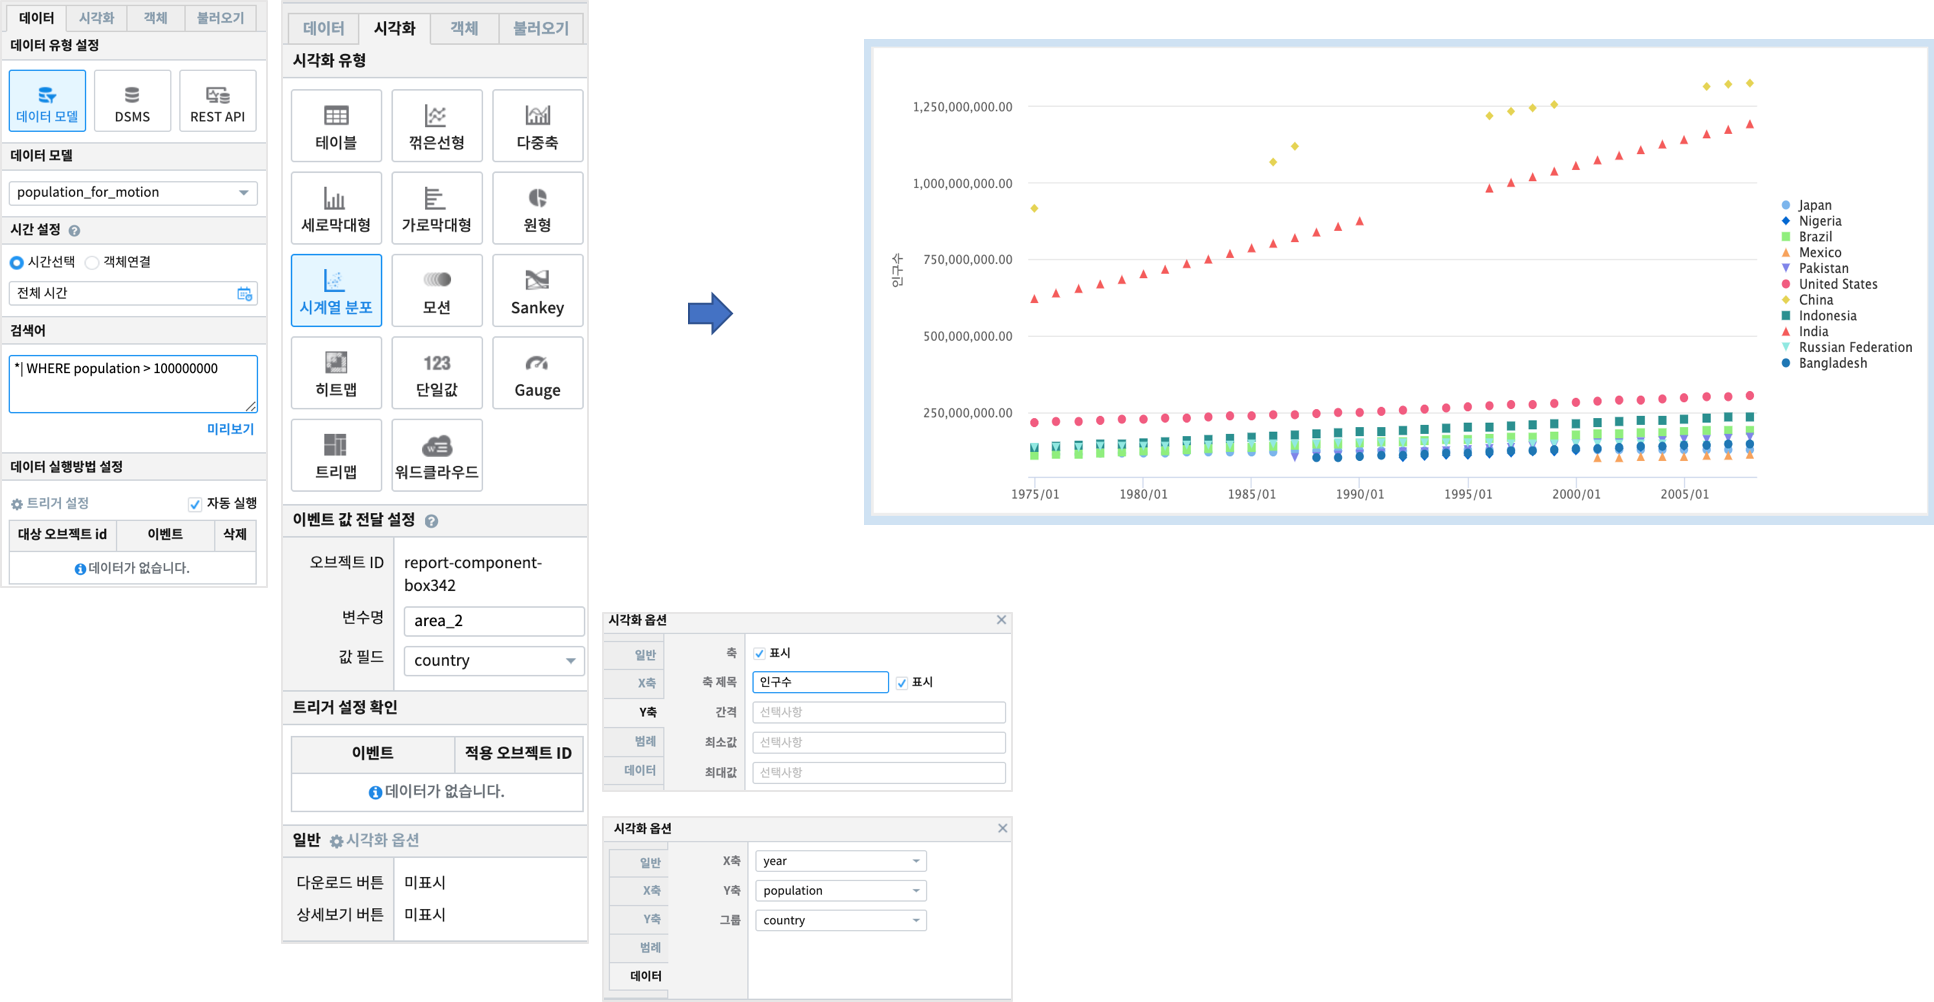 데이터 시각화 객체 불러오기
데이터 유형 설정
데이터 모델 DSMS REST API
데이터 모델
population_for_motion
시간 설정
시간선택 객체연결
전체 시간
검색어
*| WHERE population > 100000000
미리보기
데이터 실행방법 설정
트리거 설정 자동 실행
대상 오브젝트 id 이벤트 삭제
데이터가 없습니다.
데이터 시각화 객체 불러오기
시각화 유형
테이블 꺾은선형 다중축
세로막대형 가로막대형 원형
시계열 분포 모션 Sankey
123
히트맵 단일값 Gauge
W
트리맵 워드클라우드
이벤트 값 전달 설정
오브젝트 ID report-component-
box342
변수명 area_2
값 필드 country
트리거 설정 확인
이벤트 적용 오브젝트 ID
데이터가 없습니다.
일반 시각화 옵션
다운로드 버튼 미표시
상세보기 버튼 미표시
인구수
1,250,000,000.00
1,000,000,000.00
750,000,000.00
500,000,000.00
250,000,000.00
1975/01 1980/01 1985/01 1990/01 1995/01 2000/01 2005/01
Japan
Nigeria
Brazil
Mexico
Pakistan
United States
China
Indonesia
India
Russian Federation
Bangladesh
시각화 옵션
일반 축 표시
X축 축 제목 인구수 표시
Y축 간격 선택사항
범례 최소값 선택사항
데이터 최대값 선택사항
시각화 옵션
일반 X축 year
X축 Y축 population
Y축 그룹 country
범례
데이터